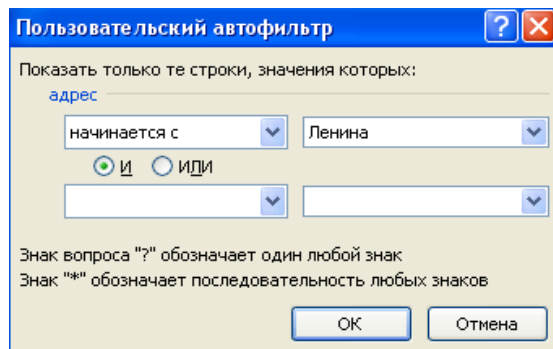 Пользовательский автофильтр
Показать только те строки, значения которых:
адрес
начинается с Ленина
И ИЛИ
Знак вопроса "?" обозначает один любой знак
Знак "*" обозначает последовательность любых знаков
ОК Отмена